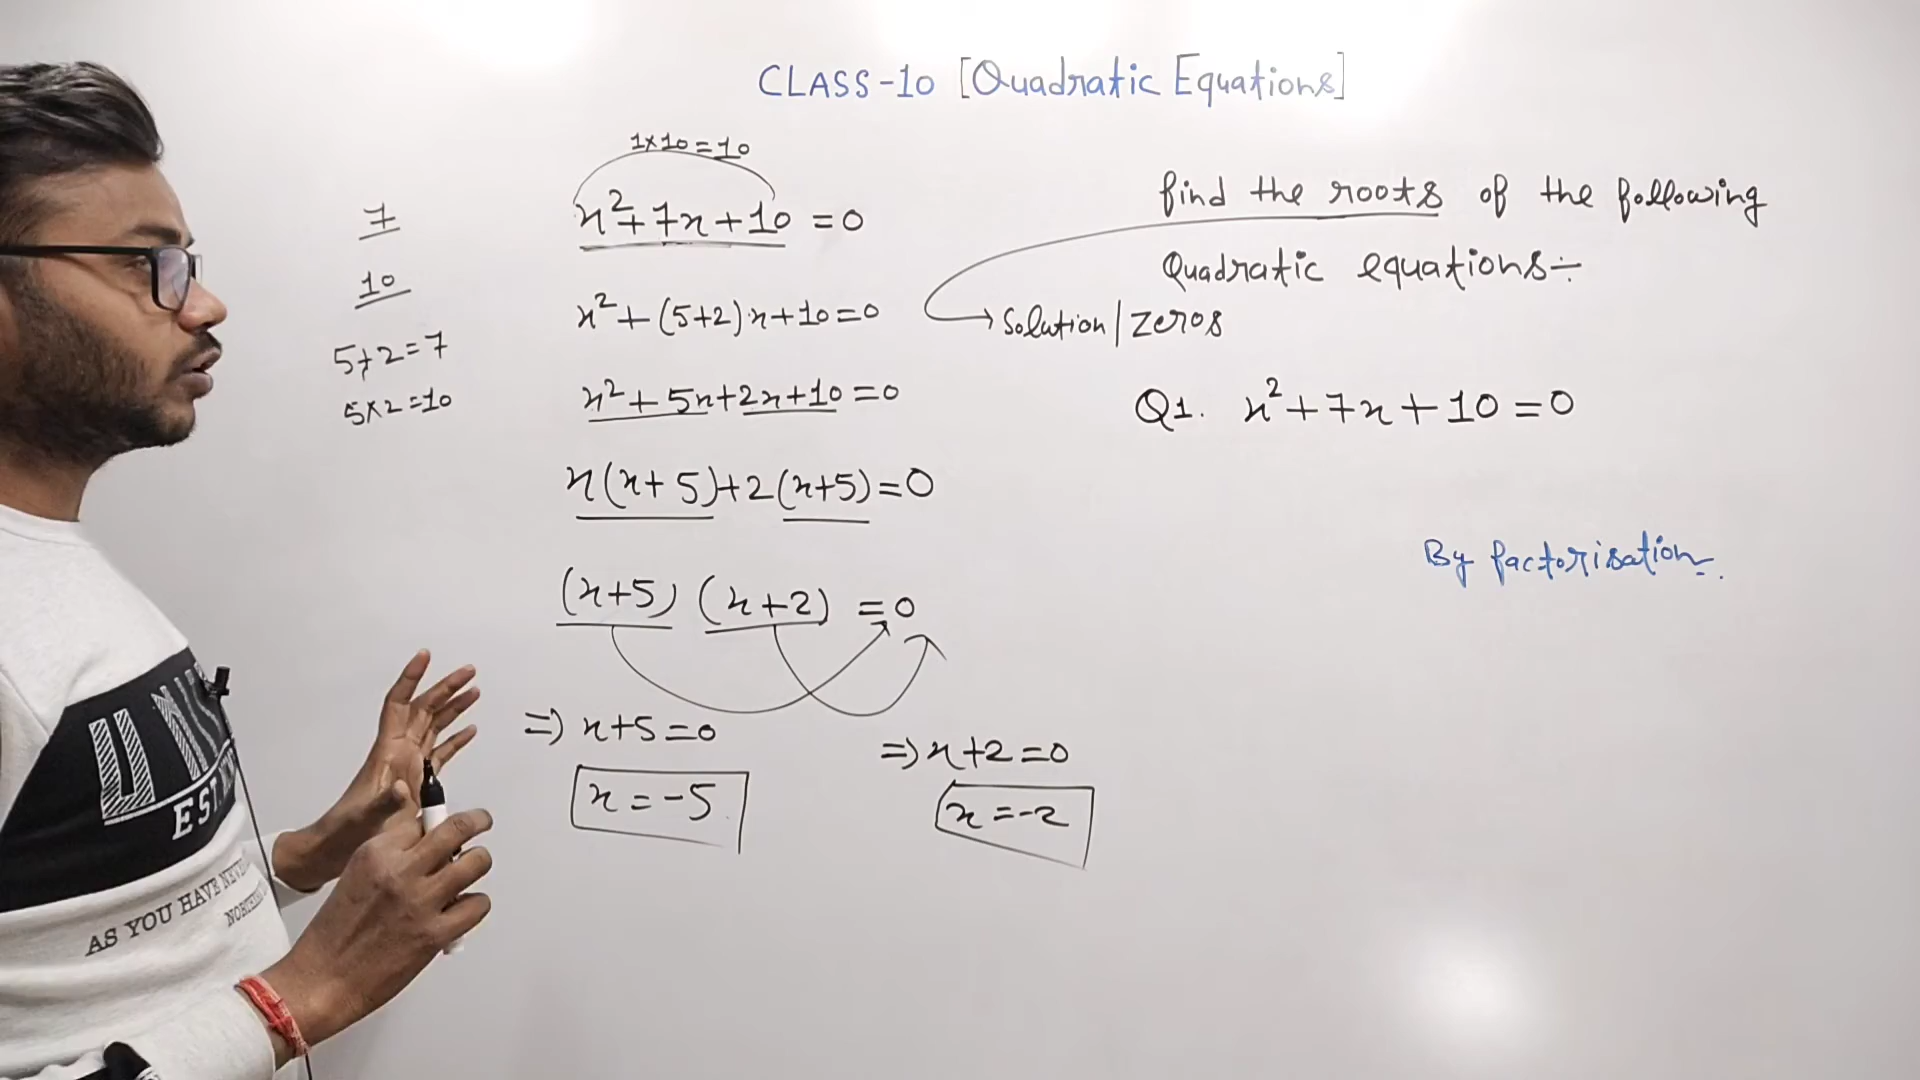 CLASS-10 [Quadratic Equations]
1×10=10
x²+7x+10=0
7
10
5+2=7
5×2=10
x²+(5+2)·x+10=0
x²+5x+2x+10=0
x(x+5)+2(x+5)=0
(x+5) (x+2) =0
=> x+5=0
x=-5
=> x+2=0
x=-2
find the roots of the following
Quadratic equations÷
→ Solution/zeros
Q1. x²+7x+10=0
By factorisation
EST.
AS YOU HAVE NEVE